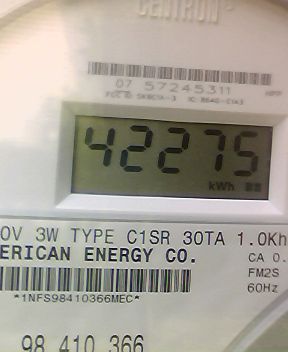 CENTRON
07 57245311
42275
kWh
0V 3W TYPE C1SR 30TA 1.0Kh
ERICAN ENERGY CO.
CA 0.
FM2S
60Hz
*1NFS98410366MEC*
98 410 366